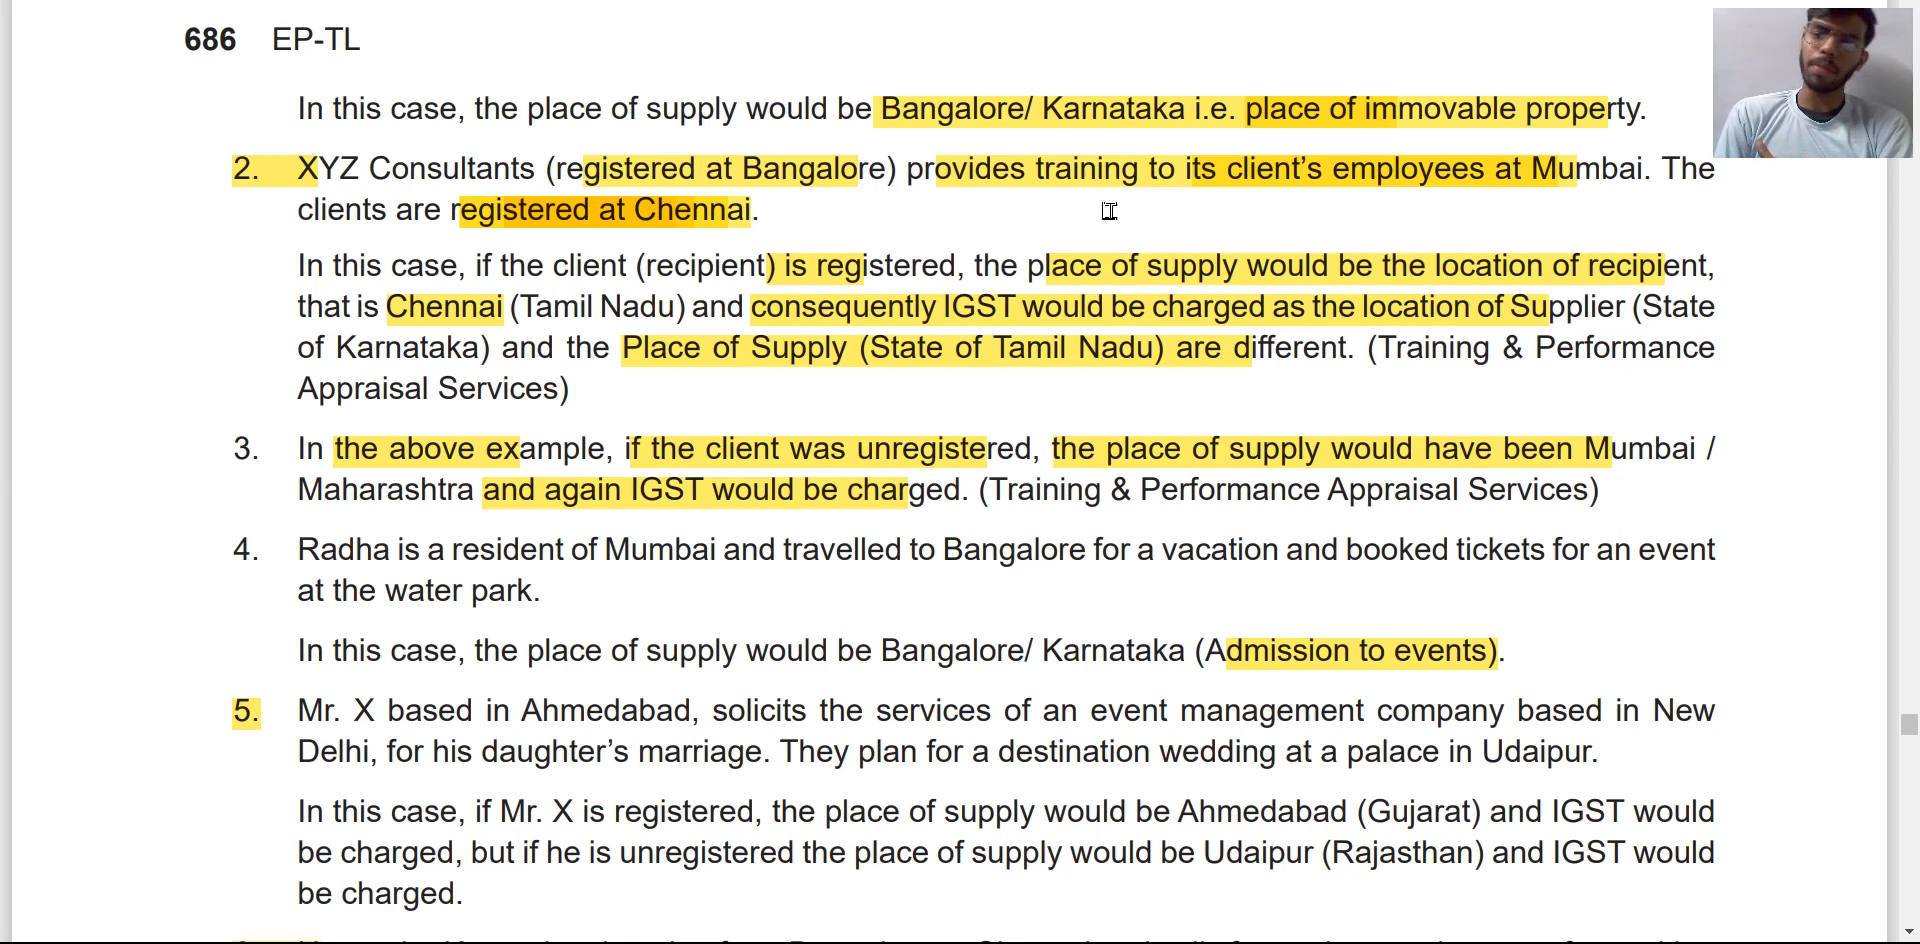 686 EP-TL
In this case, the place of supply would be Bangalore/ Karnataka i.e. place of immovable property.
2. XYZ Consultants (registered at Bangalore) provides training to its client’s employees at Mumbai. The
clients are registered at Chennai.
In this case, if the client (recipient) is registered, the place of supply would be the location of recipient,
that is Chennai (Tamil Nadu) and consequently IGST would be charged as the location of Supplier (State
of Karnataka) and the Place of Supply (State of Tamil Nadu) are different. (Training & Performance
Appraisal Services)
3. In the above example, if the client was unregistered, the place of supply would have been Mumbai /
Maharashtra and again IGST would be charged. (Training & Performance Appraisal Services)
4. Radha is a resident of Mumbai and travelled to Bangalore for a vacation and booked tickets for an event
at the water park.
In this case, the place of supply would be Bangalore/ Karnataka (Admission to events).
5. Mr. X based in Ahmedabad, solicits the services of an event management company based in New
Delhi, for his daughter’s marriage. They plan for a destination wedding at a palace in Udaipur.
In this case, if Mr. X is registered, the place of supply would be Ahmedabad (Gujarat) and IGST would
be charged, but if he is unregistered the place of supply would be Udaipur (Rajasthan) and IGST would
be charged.